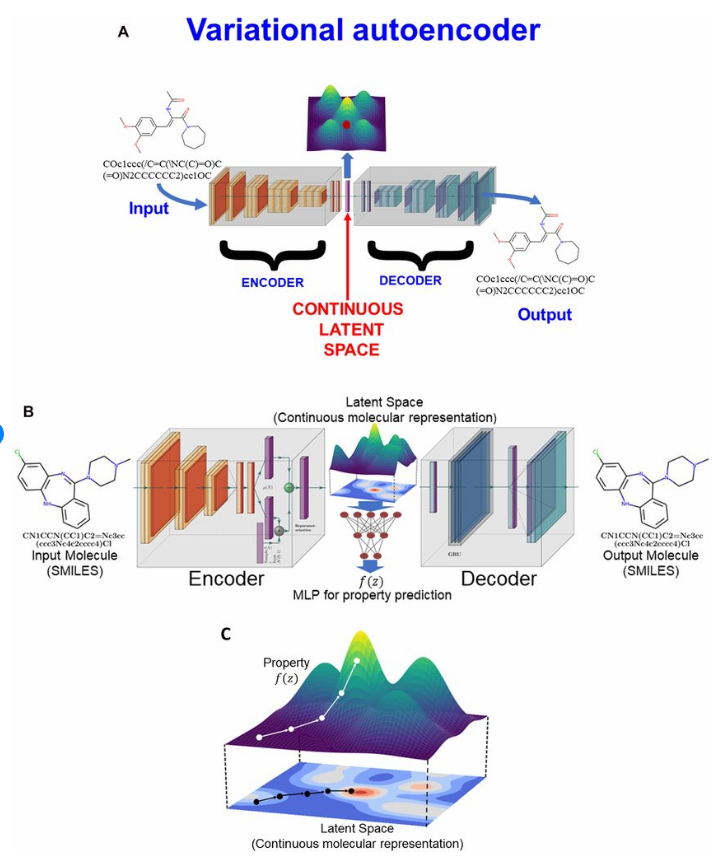 Variational autoencoder
A
COc1ccc(/C=C(\NC(C)=O)C
(=O)N2CCCCCC2)cc1OC
Input
ENCODER
DECODER
CONTINUOUS
LATENT
SPACE
COc1ccc(/C=C(\NC(C)=O)C
(=O)N2CCCCCC2)cc1OC
Output
B
Latent Space
(Continuous molecular representation)
CN1CCN(CC1)C2=Nc3cc
(ccc3Nc4c2cccc4)Cl
Input Molecule
(SMILES)
Encoder
GRU
f(z)
MLP for property prediction
Decoder
CN1CCN(CC1)C2=Nc3cc
(ccc3Nc4c2cccc4)Cl
Output Molecule
(SMILES)
C
Property
f(z)
Latent Space
(Continuous molecular representation)